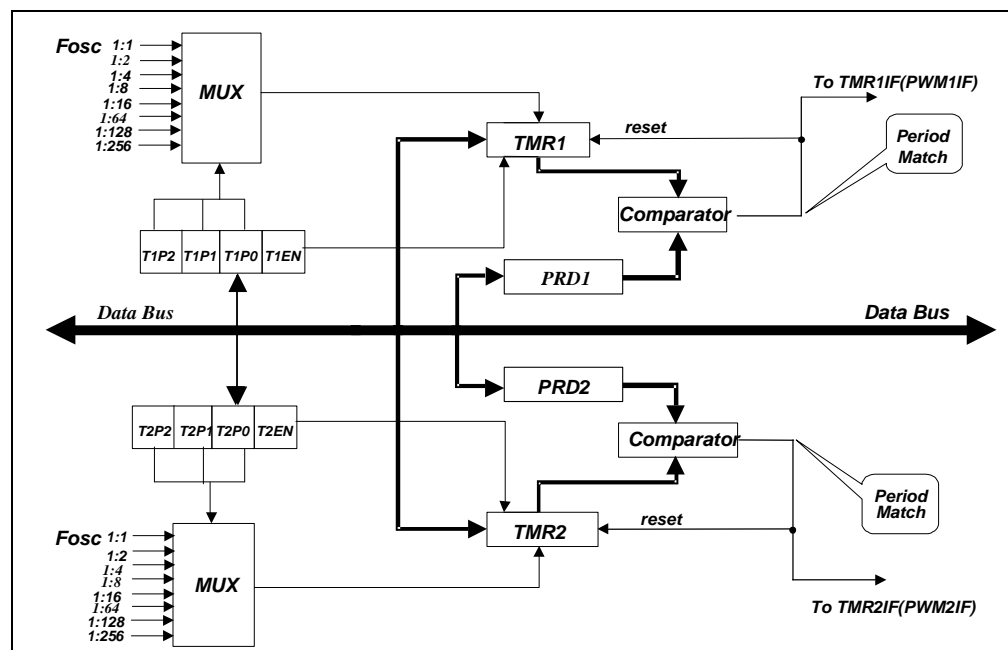 Fosc 1:1
1:2
1:4
1:8
1:16
1:64
1:128
1:256
MUX
To TMR1IF(PWM1IF)
TMR1
reset
Period
Match
Comparator
T1P2 T1P1 T1P0 T1EN
PRD1
Data Bus
Data Bus
PRD2
T2P2 T2P1 T2P0 T2EN
Comparator
Period
Match
TMR2
reset
Fosc 1:1
1:2
1:4
1:8
1:16
1:64
1:128
1:256
MUX
To TMR2IF(PWM2IF)